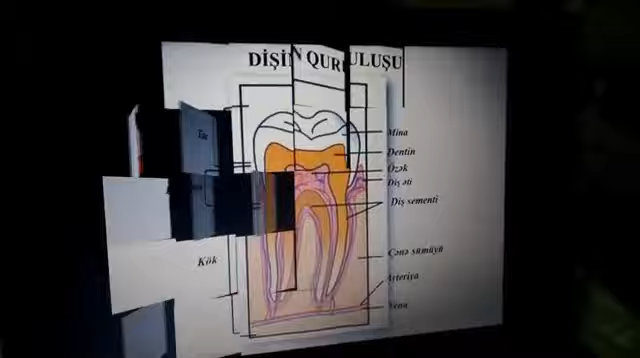 DİŞİN QURULUŞU
Tac
Mina
Dentin
Özək
Diş əti
Diş sementi
Kök
Çənə sümüyü
Arteriya
Vena